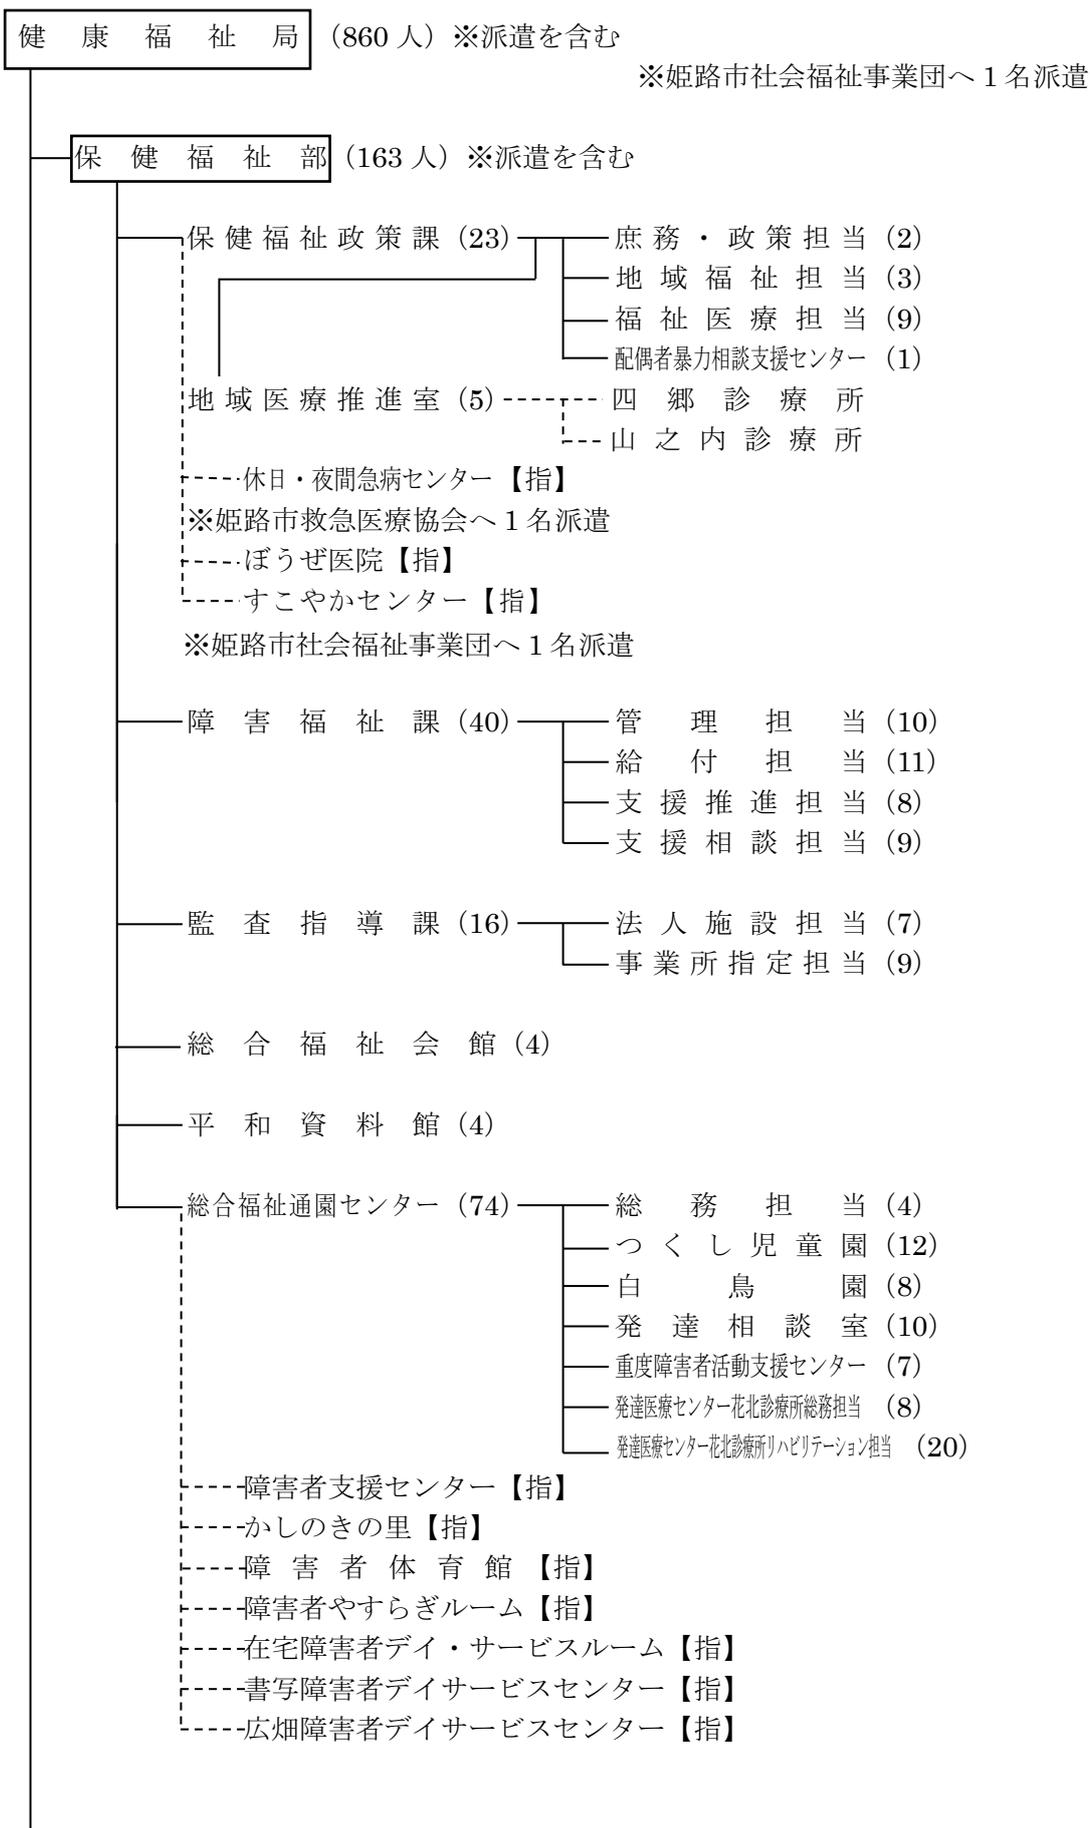 健康福祉局（860人）※派遣を含む
※姫路市社会福祉事業団へ1名派遣
保健福祉部（163人）※派遣を含む
保健福祉政策課（23） 庶務・政策担当（2）
地域福祉担当（3）
福祉医療担当（9）
配偶者暴力相談支援センター（1）
地域医療推進室（5） 四郷診療所
山之内診療所
休日・夜間急病センター【指】
※姫路市救急医療協会へ1名派遣
ぼうぜ医院【指】
すこやかセンター【指】
※姫路市社会福祉事業団へ1名派遣
障害福祉課（40） 管理担当（10）
給付担当（11）
支援推進担当（8）
支援相談担当（9）
監査指導課（16） 法人施設担当（7）
事業所指定担当（9）
総合福祉会館（4）
平和資料館（4）
総合福祉通園センター（74） 総務担当（4）
つくし児童園（12）
白鳥園（8）
発達相談室（10）
重度障害者活動支援センター（7）
発達医療センター花北診療所総務担当（8）
発達医療センター花北診療所リハビリテーション担当（20）
障害者支援センター【指】
かしのきの里【指】
障害者体育館【指】
障害者やすらぎルーム【指】
在宅障害者デイ・サービスルーム【指】
書写障害者デイサービスセンター【指】
広畑障害者デイサービスセンター【指】